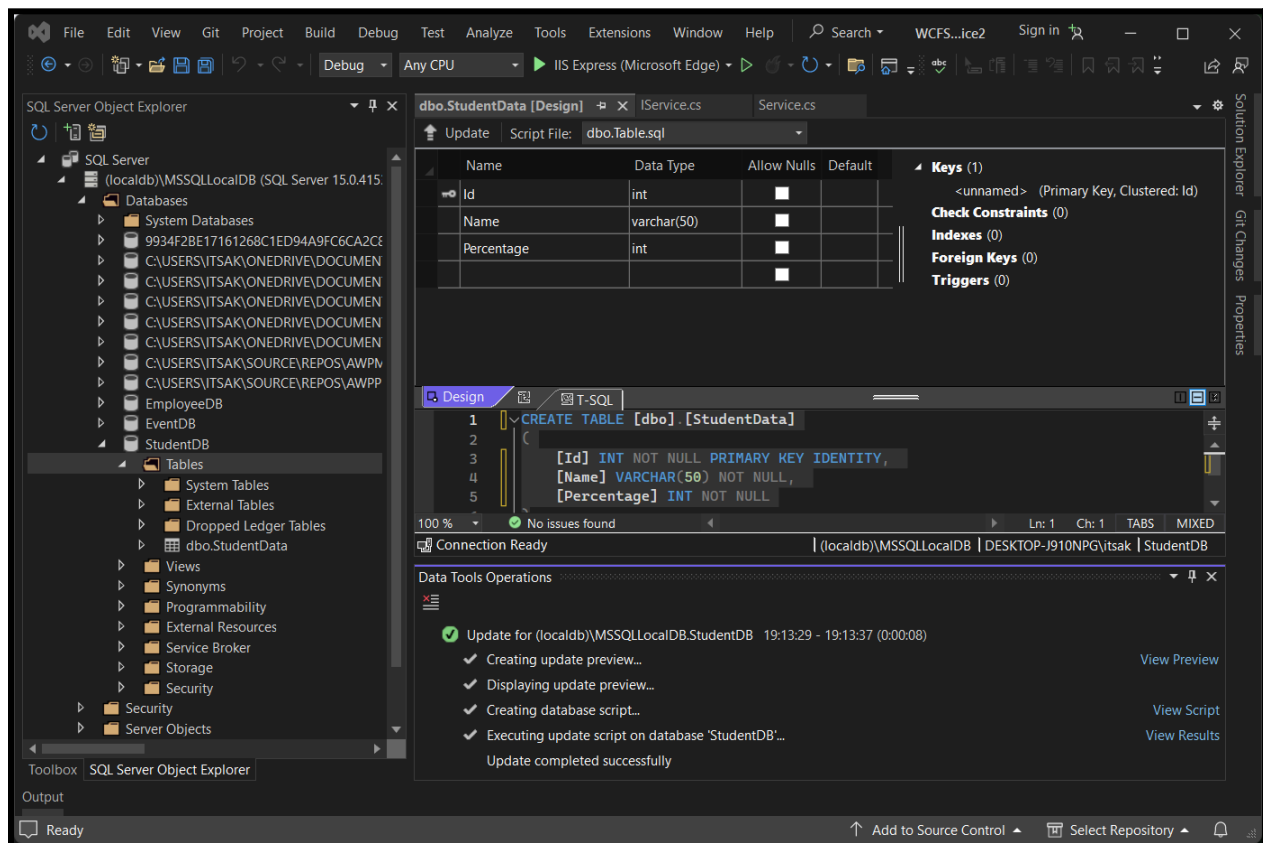 File Edit View Git Project Build Debug Test Analyze Tools Extensions Window Help Search WCFS...ice2 Sign in
Debug Any CPU IIS Express (Microsoft Edge)
SQL Server Object Explorer
SQL Server
(localdb)\MSSQLLocalDB (SQL Server 15.0.415
Databases
System Databases
9934F2BE17161268C1ED94A9FC6CA2C8
C:\USERS\ITSAK\ONEDRIVE\DOCUMEN
C:\USERS\ITSAK\ONEDRIVE\DOCUMEN
C:\USERS\ITSAK\ONEDRIVE\DOCUMEN
C:\USERS\ITSAK\ONEDRIVE\DOCUMEN
C:\USERS\ITSAK\ONEDRIVE\DOCUMEN
C:\USERS\ITSAK\SOURCE\REPOS\AWPM
C:\USERS\ITSAK\SOURCE\REPOS\AWPP
EmployeeDB
EventDB
StudentDB
Tables
System Tables
External Tables
Dropped Ledger Tables
dbo.StudentData
Views
Synonyms
Programmability
External Resources
Service Broker
Storage
Security
Security
Server Objects
Toolbox SQL Server Object Explorer
Output
dbo.StudentData [Design] IService.cs Service.cs
Update Script File: dbo.Table.sql
Name Data Type Allow Nulls Default
Id int
Name varchar(50)
Percentage int
Keys (1)
<unnamed> (Primary Key, Clustered: Id)
Check Constraints (0)
Indexes (0)
Foreign Keys (0)
Triggers (0)
Design T-SQL
1 CREATE TABLE [dbo].[StudentData]
2 (
3 [Id] INT NOT NULL PRIMARY KEY IDENTITY,
4 [Name] VARCHAR(50) NOT NULL,
5 [Percentage] INT NOT NULL
100 % No issues found Ln: 1 Ch: 1 TABS MIXED
Connection Ready (localdb)\MSSQLLocalDB DESKTOP-J910NPG\itsak StudentDB
Data Tools Operations
Update for (localdb)\MSSQLLocalDB.StudentDB 19:13:29 - 19:13:37 (0:00:08)
Creating update preview... View Preview
Displaying update preview...
Creating database script... View Script
Executing update script on database 'StudentDB'... View Results
Update completed successfully
Solution Explorer
Git Changes
Properties
Ready Add to Source Control Select Repository